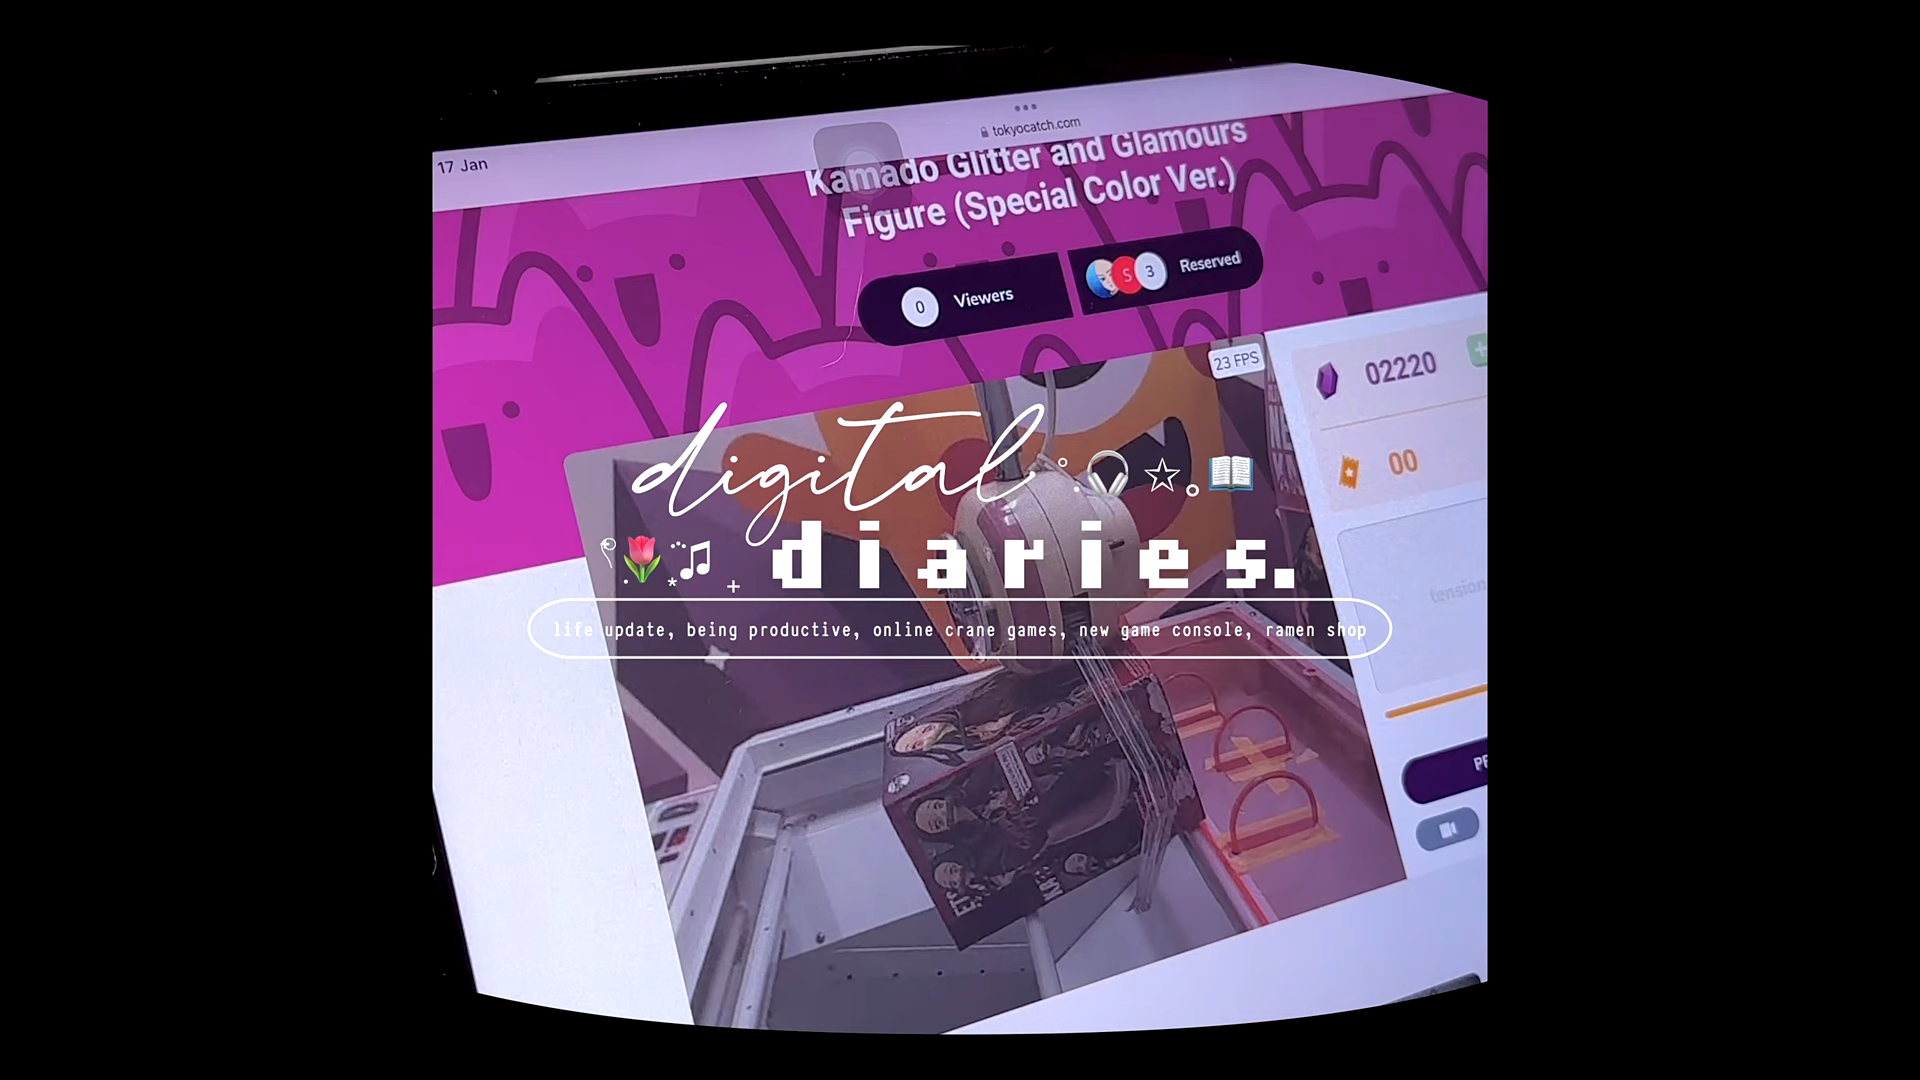 tokyocatch.com
17 Jan
Kamado Glitter and Glamours
Figure (Special Color Ver.)
0 Viewers
S 3 Reserved
23 FPS
02220
00
digital
diaries.
tension
life update, being productive, online crane games, new game console, ramen shop